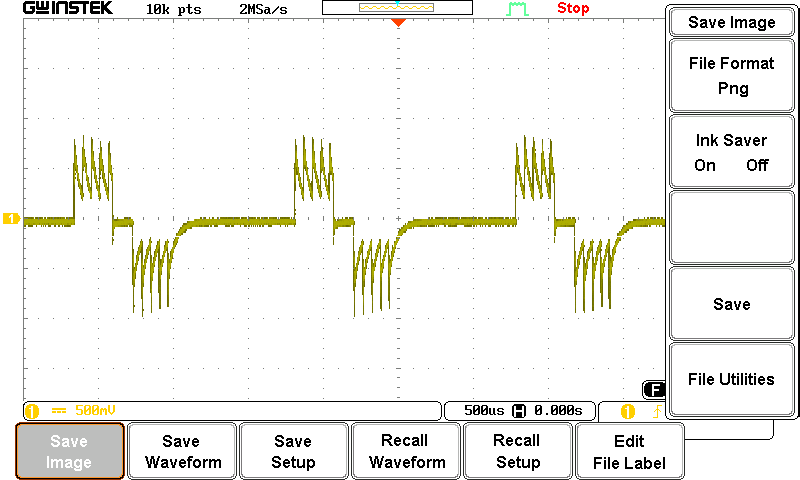 GWINSTEK 10k pts 2MSa/s Stop
Save Image
File Format
Png
Ink Saver
On Off
1
Save
File Utilities
F
1 500mV 500us H 0.000s 1
Save
Image
Save
Waveform
Save
Setup
Recall
Waveform
Recall
Setup
Edit
File Label